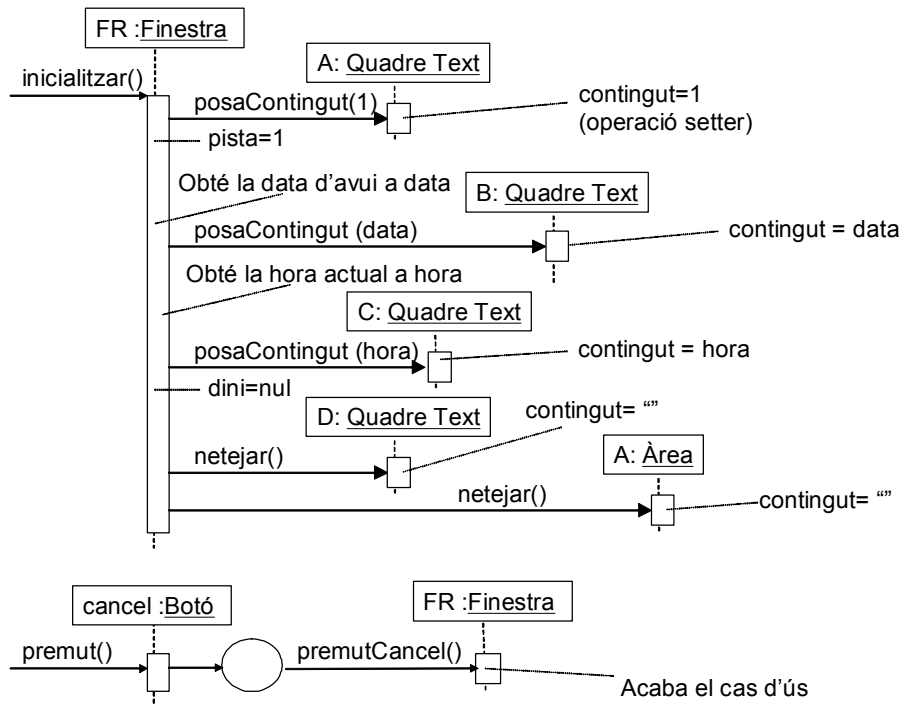 FR :Finestra
inicialitzar()
A: Quadre Text
posaContingut(1)
contingut=1
(operació setter)
pista=1
Obté la data d’avui a data
B: Quadre Text
posaContingut (data)
contingut = data
Obté la hora actual a hora
C: Quadre Text
posaContingut (hora)
contingut = hora
dini=nul
D: Quadre Text
contingut= “”
netejar()
A: Àrea
netejar()
contingut= “”
cancel :Botó
FR :Finestra
premut()
premutCancel()
Acaba el cas d’ús